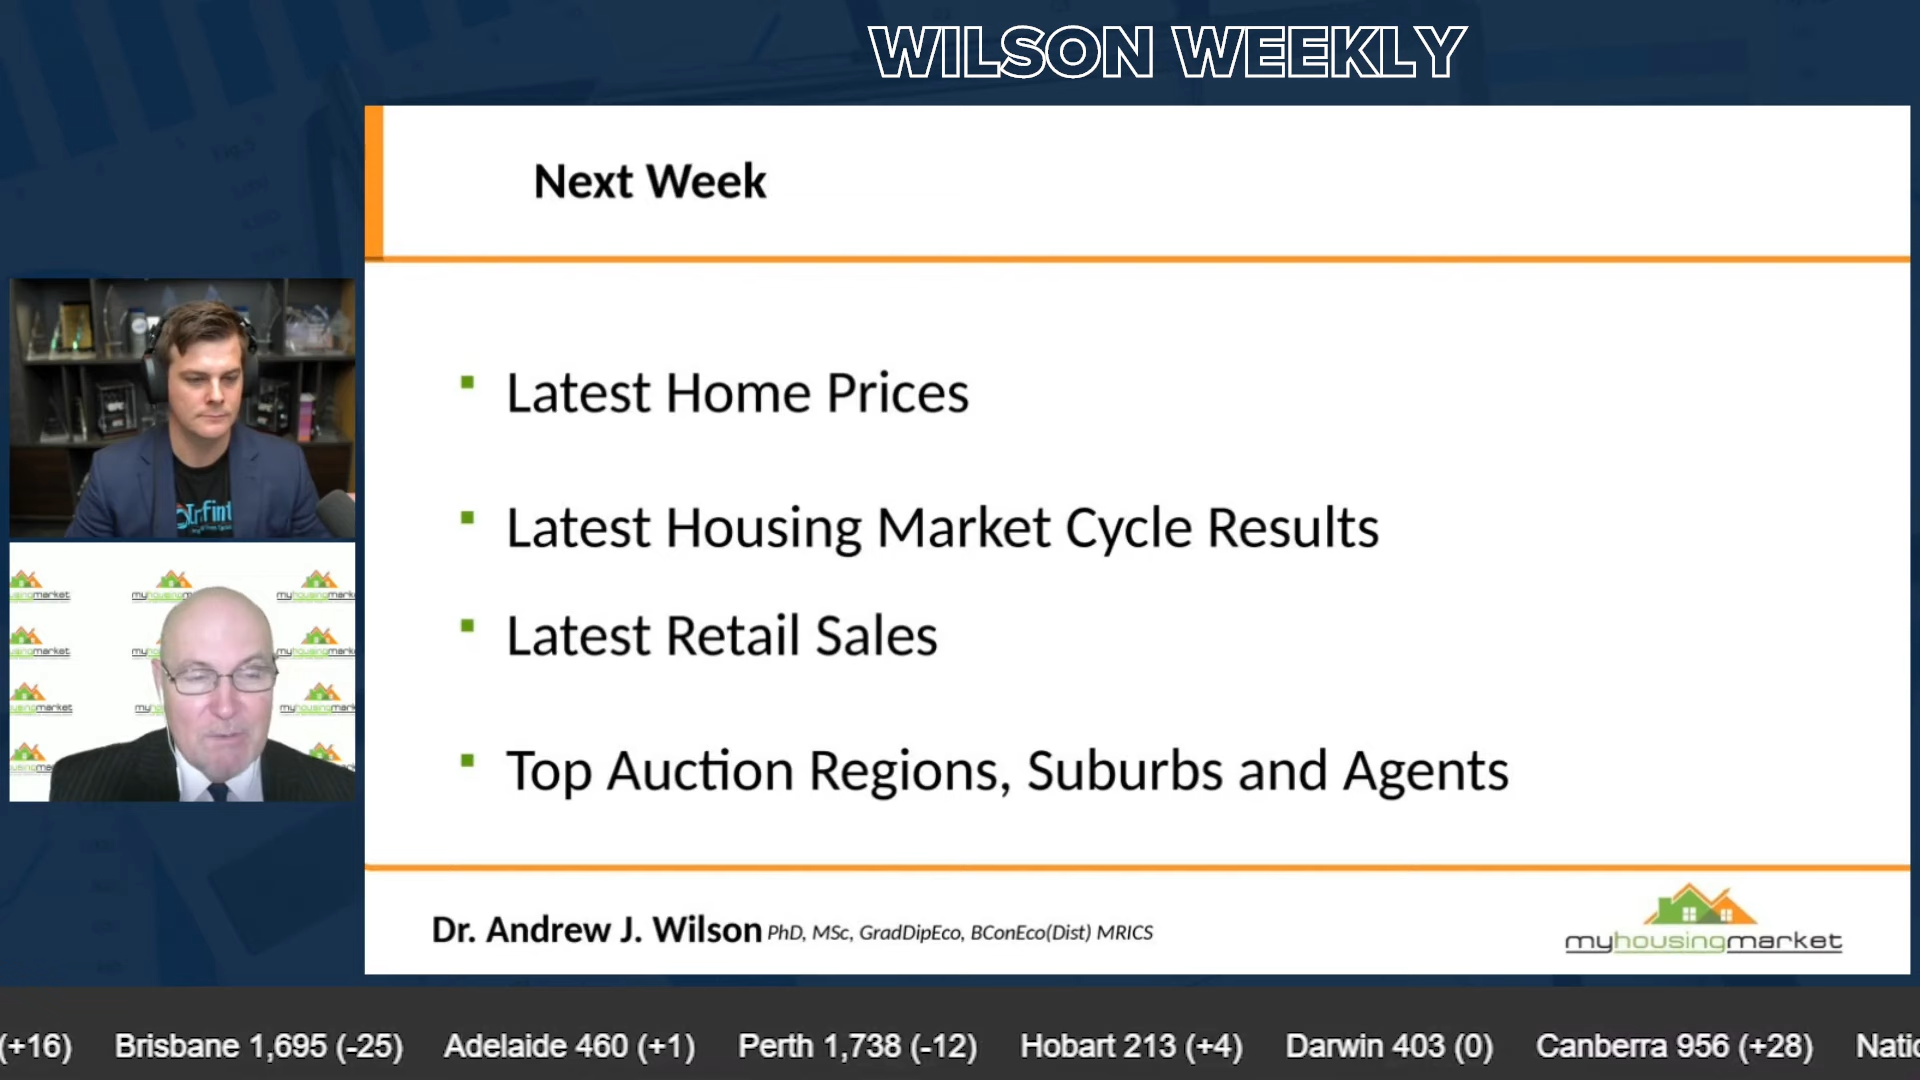 WILSON WEEKLY
Next Week
Latest Home Prices
Latest Housing Market Cycle Results
Latest Retail Sales
Top Auction Regions, Suburbs and Agents
Dr. Andrew J. Wilson PhD, MSc, GradDipEco, BConEco(Dist) MRICS
myhousingmarket
(+16) Brisbane 1,695 (-25) Adelaide 460 (+1) Perth 1,738 (-12) Hobart 213 (+4) Darwin 403 (0) Canberra 956 (+28) Natio